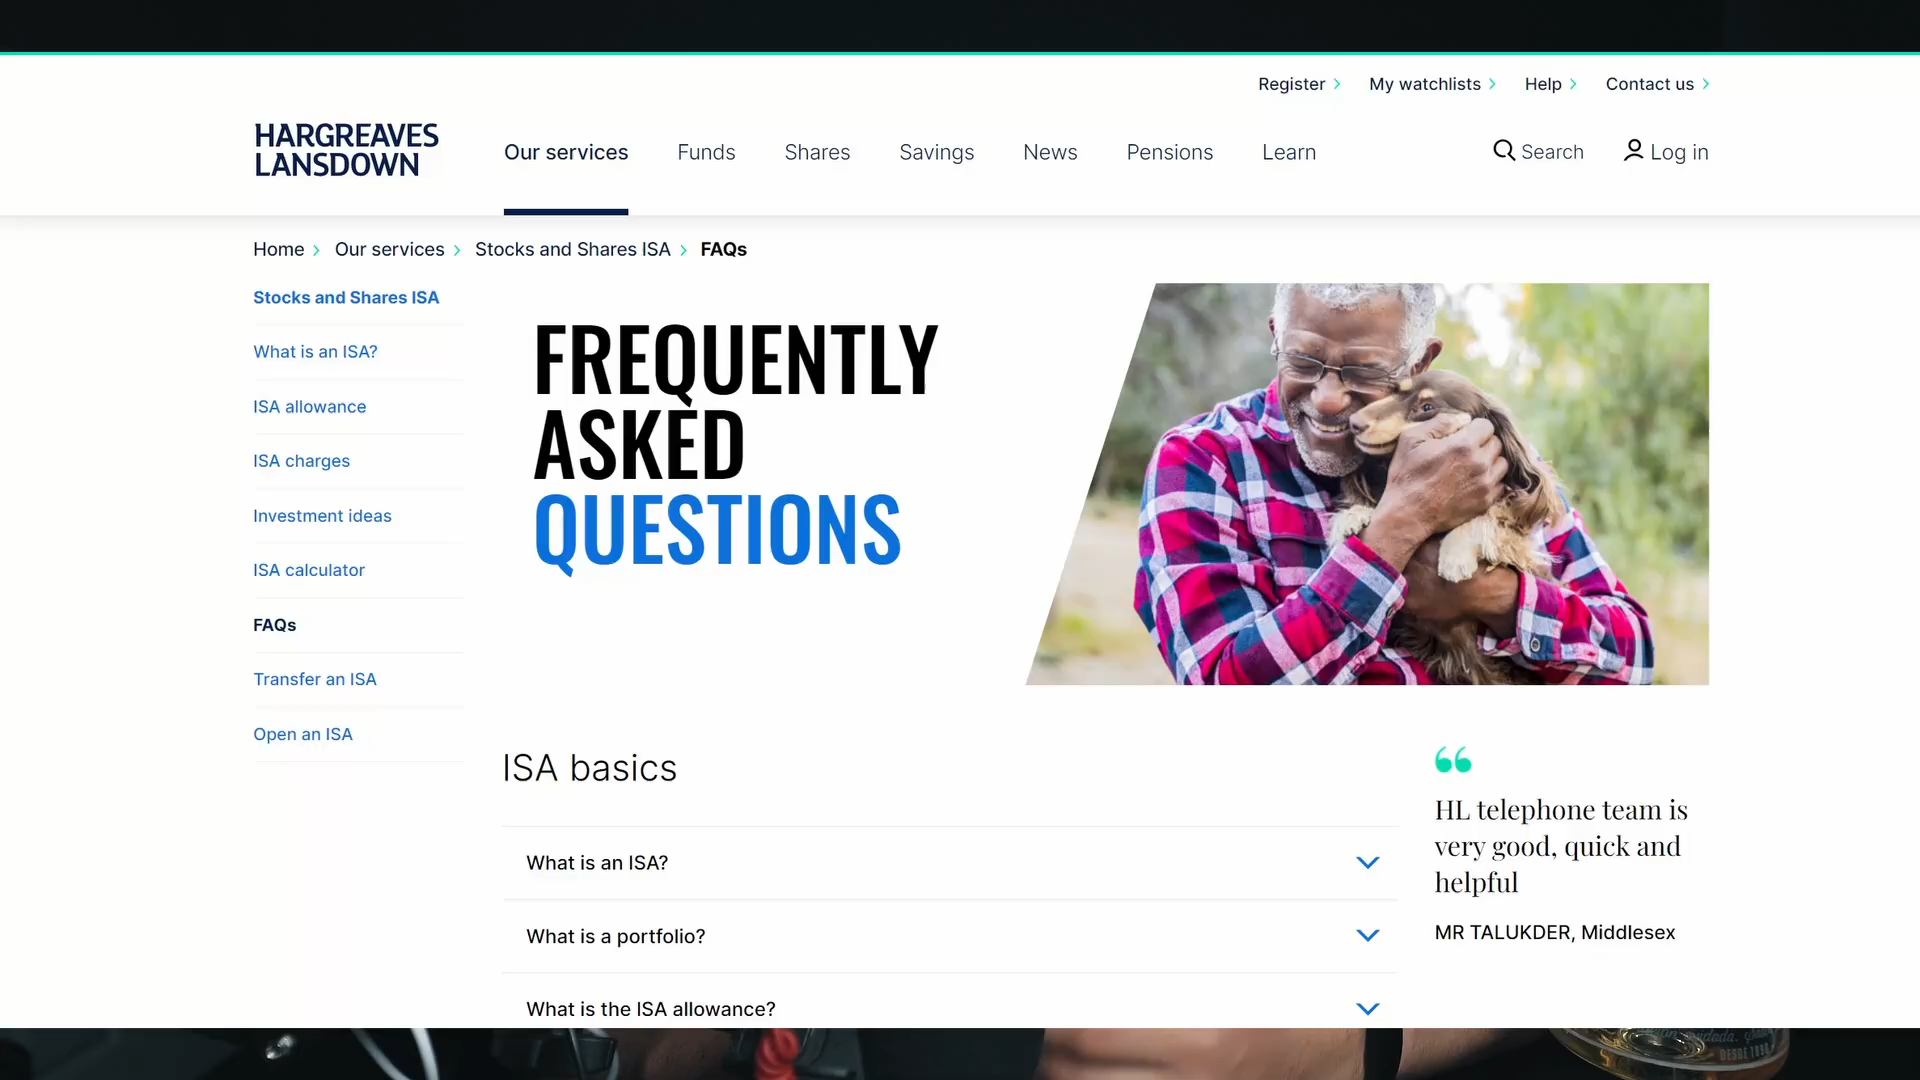 Register
My watchlists
Help
Contact us
HARGREAVES
LANSDOWN
Our services
Funds
Shares
Savings
News
Pensions
Learn
Search
Log in
Home
Our services
Stocks and Shares ISA
FAQs
Stocks and Shares ISA
What is an ISA?
ISA allowance
ISA charges
Investment ideas
ISA calculator
FAQs
Transfer an ISA
Open an ISA
FREQUENTLY
ASKED
QUESTIONS
ISA basics
What is an ISA?
What is a portfolio?
What is the ISA allowance?
HL telephone team is
very good, quick and
helpful
MR TALUKDER, Middlesex